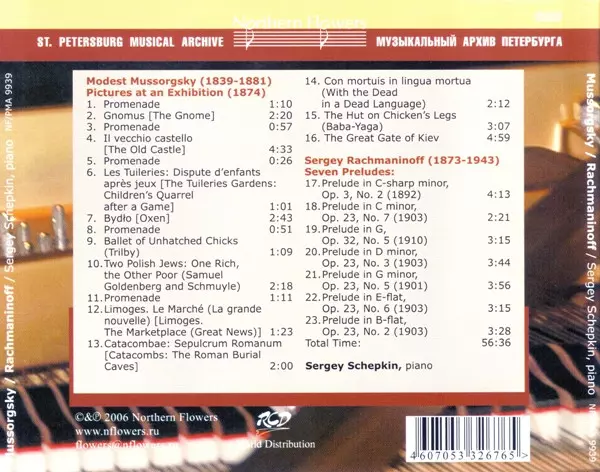 Northern Flowers
ST. PETERSBURG MUSICAL ARCHIVE
МУЗЫКАЛЬНЫЙ АРХИВ ПЕТЕРБУРГА
Mussorgsky / Rachmaninoff / Sergey Schepkin, piano NF/PMA 9939
Modest Mussorgsky (1839-1881)
Pictures at an Exhibition (1874)
1. Promenade 1:10
2. Gnomus [The Gnome] 2:20
3. Promenade 0:57
4. Il vecchio castello
[The Old Castle] 4:33
5. Promenade 0:26
6. Les Tuileries: Dispute d'enfants
après jeux [The Tuileries Gardens:
Children's Quarrel
after a Game] 1:01
7. Bydło [Oxen] 2:43
8. Promenade 0:51
9. Ballet of Unhatched Chicks
(Trilby) 1:09
10. Two Polish Jews: One Rich,
the Other Poor (Samuel
Goldenberg and Schmuyle) 2:18
11. Promenade 1:11
12. Limoges. Le Marché (La grande
nouvelle) [Limoges.
The Marketplace (Great News)] 1:23
13. Catacombae: Sepulcrum Romanum
[Catacombs: The Roman Burial
Caves] 2:00
14. Con mortuis in lingua mortua
(With the Dead
in a Dead Language) 2:12
15. The Hut on Chicken's Legs
(Baba-Yaga) 3:07
16. The Great Gate of Kiev 4:59
Sergey Rachmaninoff (1873-1943)
Seven Preludes:
17. Prelude in C-sharp minor,
Op. 3, No. 2 (1892) 4:13
18. Prelude in C minor,
Op. 23, No. 7 (1903) 2:21
19. Prelude in G,
Op. 32, No. 5 (1910) 3:15
20. Prelude in D minor,
Op. 23, No. 3 (1903) 3:44
21. Prelude in G minor,
Op. 23, No. 5 (1901) 3:56
22. Prelude in E-flat,
Op. 23, No. 6 (1903) 3:15
23. Prelude in B-flat,
Op. 23, No. 2 (1903) 3:28
Total Time: 56:36
Sergey Schepkin, piano
©&℗ 2006 Northern Flowers
www.nflowers.ru
flowers@nflowers
RCD
ld Distribution
4 607053 326765 >
Mussorgsky / Rachmaninoff / Sergey Schepkin, piano 9939